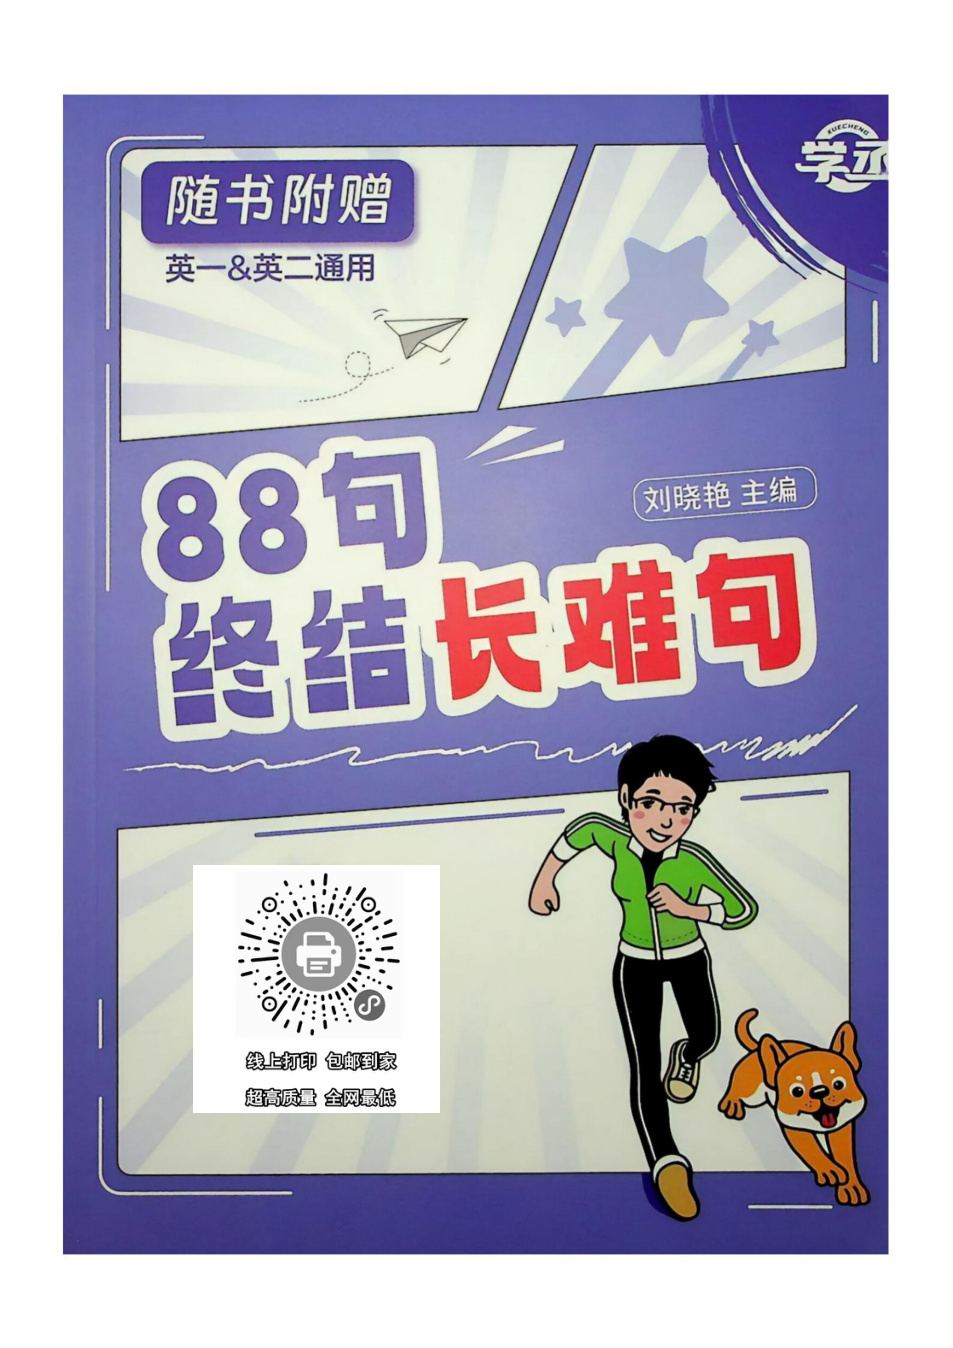 XUECHENG
学丞
随书附赠
英一&英二通用
88句
刘晓艳 主编
终结长难句
线上打印 包邮到家
超高质量 全网最低